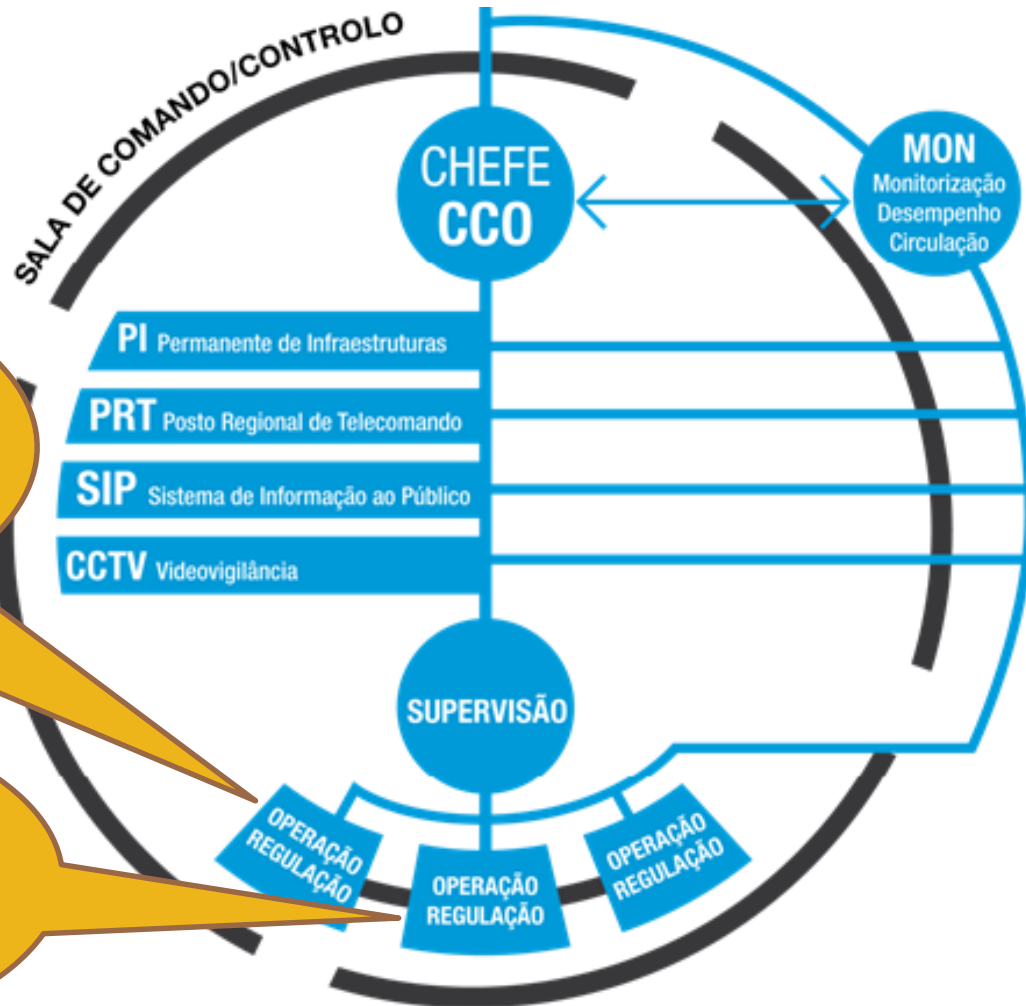 SALA DE COMANDO/CONTROLO
CHEFE
CCO
MON
Monitorização
Desempenho
Circulação
PI Permanente de Infraestruturas
PRT Posto Regional de Telecomando
SIP Sistema de Informação ao Público
CCTV Videovigilância
SUPERVISÃO
OPERAÇÃO
REGULAÇÃO
OPERAÇÃO
REGULAÇÃO
OPERAÇÃO
REGULAÇÃO